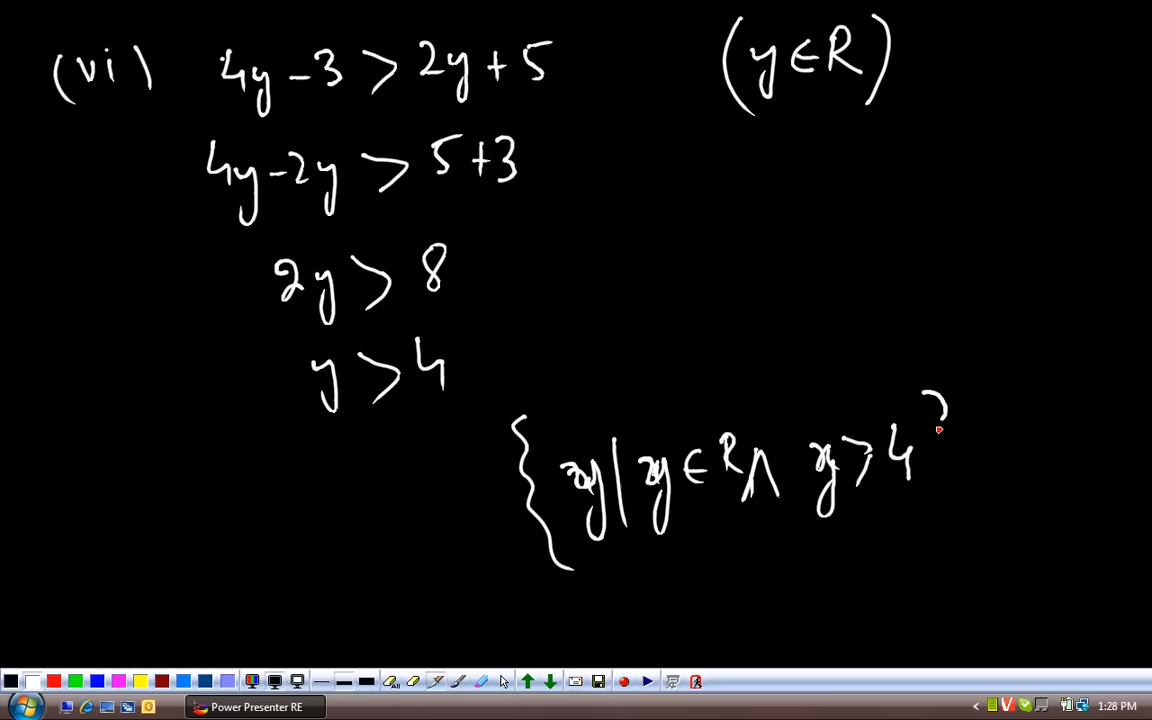 (vi) 4y - 3 > 2y + 5 (y ∈ R)
4y - 2y > 5 + 3
2y > 8
y > 4
{ y | y ∈ R ∧ y > 4
All
Power Presenter RE
1:28 PM